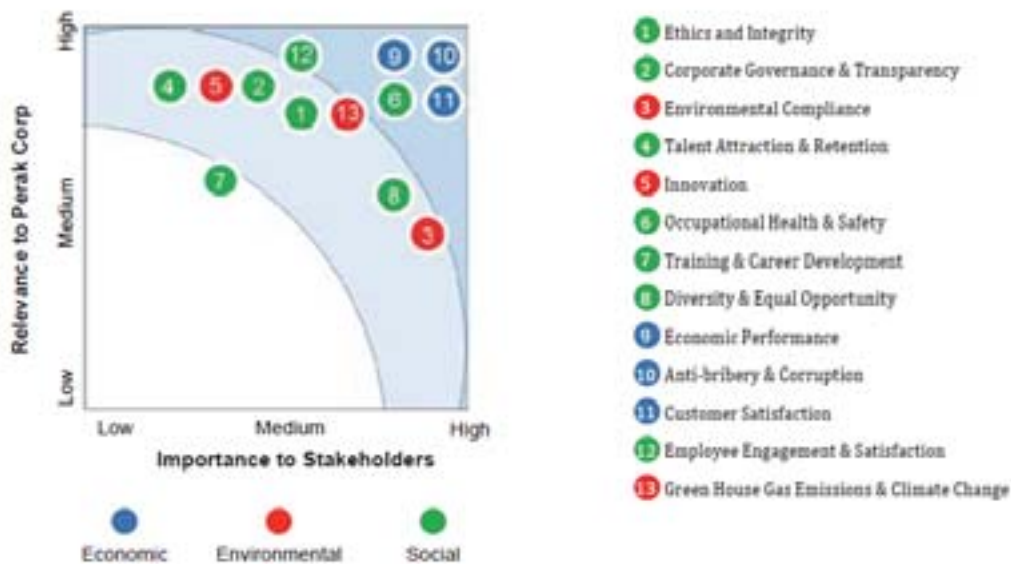 High
Medium
Low
Relevance to Perak Corp
12
9
10
4
5
2
6
11
1
13
7
8
3
Low
Medium
High
Importance to Stakeholders
Economic
Environmental
Social
1 Ethics and Integrity
2 Corporate Governance & Transparency
3 Environmental Compliance
4 Talent Attraction & Retention
5 Innovation
6 Occupational Health & Safety
7 Training & Career Development
8 Diversity & Equal Opportunity
9 Economic Performance
10 Anti-bribery & Corruption
11 Customer Satisfaction
12 Employee Engagement & Satisfaction
13 Green House Gas Emissions & Climate Change